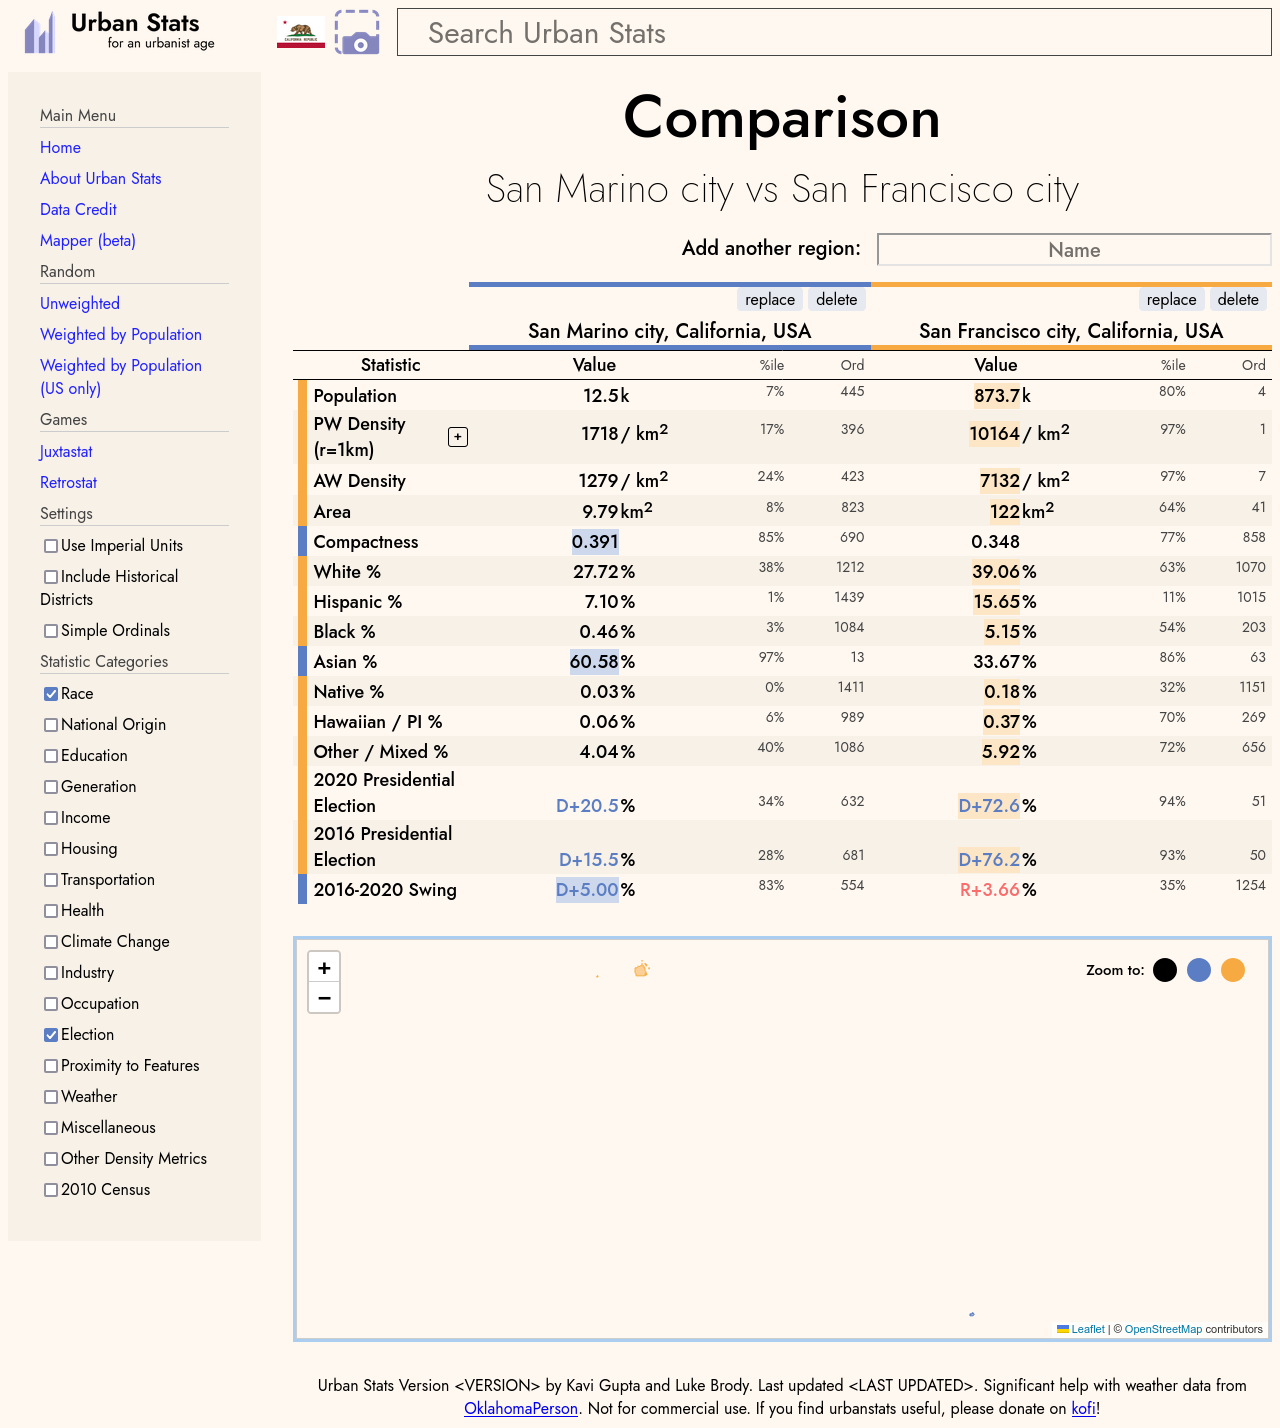 Urban Stats
for an urbanist age
CALIFORNIA REPUBLIC
Search Urban Stats
Main Menu
Home
About Urban Stats
Data Credit
Mapper (beta)
Random
Unweighted
Weighted by Population
Weighted by Population
(US only)
Games
Juxtastat
Retrostat
Settings
Use Imperial Units
Include Historical
Districts
Simple Ordinals
Statistic Categories
Race
National Origin
Education
Generation
Income
Housing
Transportation
Health
Climate Change
Industry
Occupation
Election
Proximity to Features
Weather
Miscellaneous
Other Density Metrics
2010 Census
Comparison
San Marino city vs San Francisco city
Add another region: Name
replace delete replace delete
San Marino city, California, USA San Francisco city, California, USA
Statistic Value %ile Ord Value %ile Ord
Population 12.5k 7% 445 873.7k 80% 4
PW Density
(r=1km) + 1718/ km² 17% 396 10164/ km² 97% 1
AW Density 1279/ km² 24% 423 7132/ km² 97% 7
Area 9.79km² 8% 823 122km² 64% 41
Compactness 0.391 85% 690 0.348 77% 858
White % 27.72% 38% 1212 39.06% 63% 1070
Hispanic % 7.10% 1% 1439 15.65% 11% 1015
Black % 0.46% 3% 1084 5.15% 54% 203
Asian % 60.58% 97% 13 33.67% 86% 63
Native % 0.03% 0% 1411 0.18% 32% 1151
Hawaiian / PI % 0.06% 6% 989 0.37% 70% 269
Other / Mixed % 4.04% 40% 1086 5.92% 72% 656
2020 Presidential
Election D+20.5% 34% 632 D+72.6% 94% 51
2016 Presidential
Election D+15.5% 28% 681 D+76.2% 93% 50
2016-2020 Swing D+5.00% 83% 554 R+3.66% 35% 1254
+
−
Zoom to:
Leaflet | © OpenStreetMap contributors
Urban Stats Version <VERSION> by Kavi Gupta and Luke Brody. Last updated <LAST UPDATED>. Significant help with weather data from
OklahomaPerson. Not for commercial use. If you find urbanstats useful, please donate on kofi!